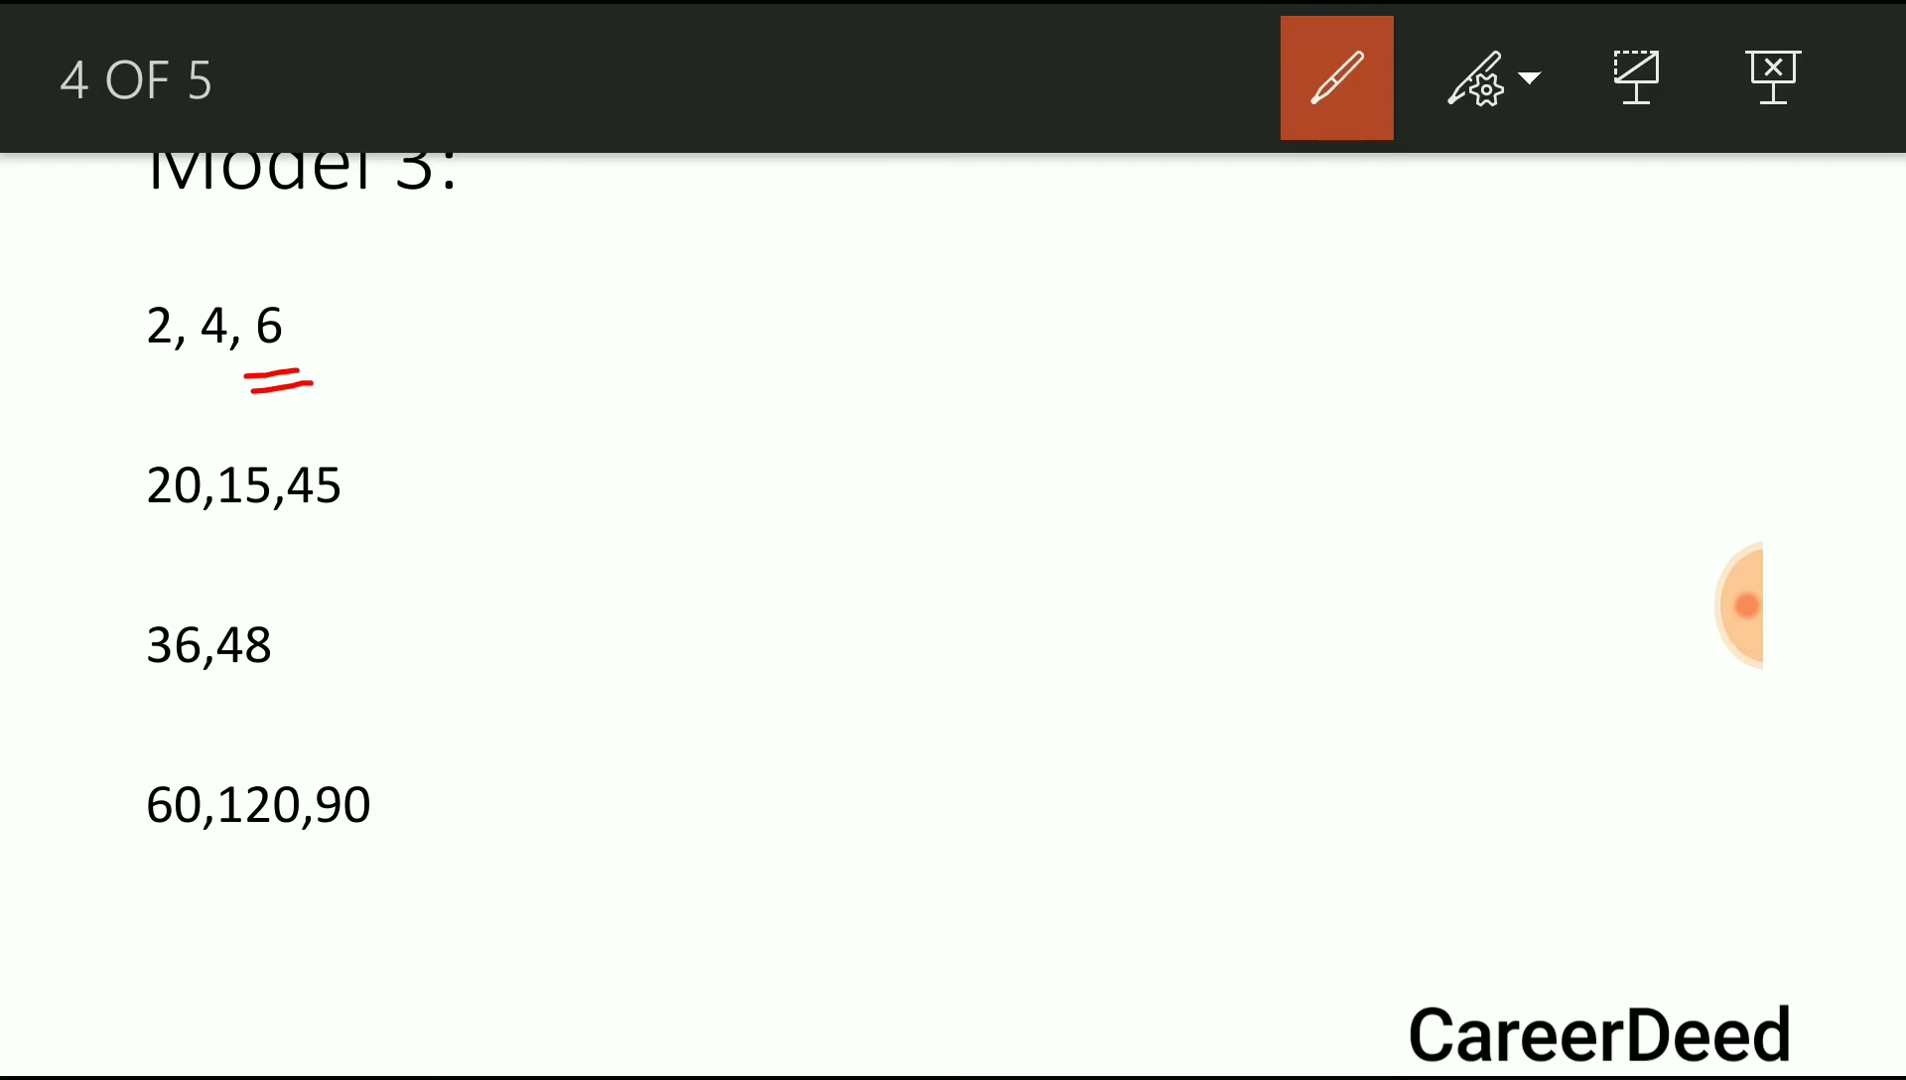 4 OF 5
Model 3:
2, 4, 6
20,15,45
36,48
60,120,90
CareerDeed